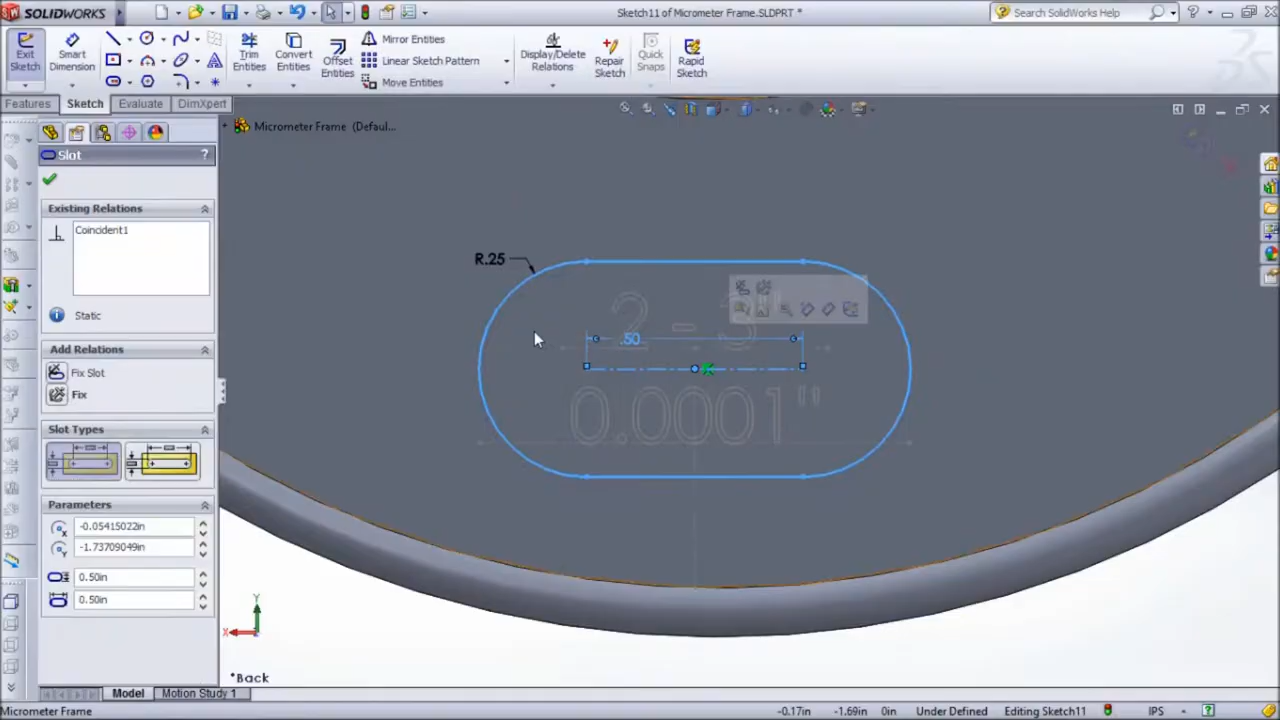 SOLIDWORKS
Sketch11 of Micrometer Frame.SLDPRT *
Search SolidWorks Help
Exit Sketch
Smart Dimension
Trim Entities
Convert Entities
Offset Entities
Mirror Entities
Linear Sketch Pattern
Move Entities
Display/Delete Relations
Repair Sketch
Quick Snaps
Rapid Sketch
Features
Sketch
Evaluate
DimXpert
Micrometer Frame (Defaul...
Slot
?
Existing Relations
Coincident1
Static
Add Relations
Fix Slot
Fix
Slot Types
Parameters
-0.05415022in
-1.73709049in
0.50in
0.50in
R.25
2 - 3"
.50
0.0001"
Y
X
*Back
Model
Motion Study 1
Micrometer Frame
-0.17in
-1.69in
0in
Under Defined
Editing Sketch11
IPS